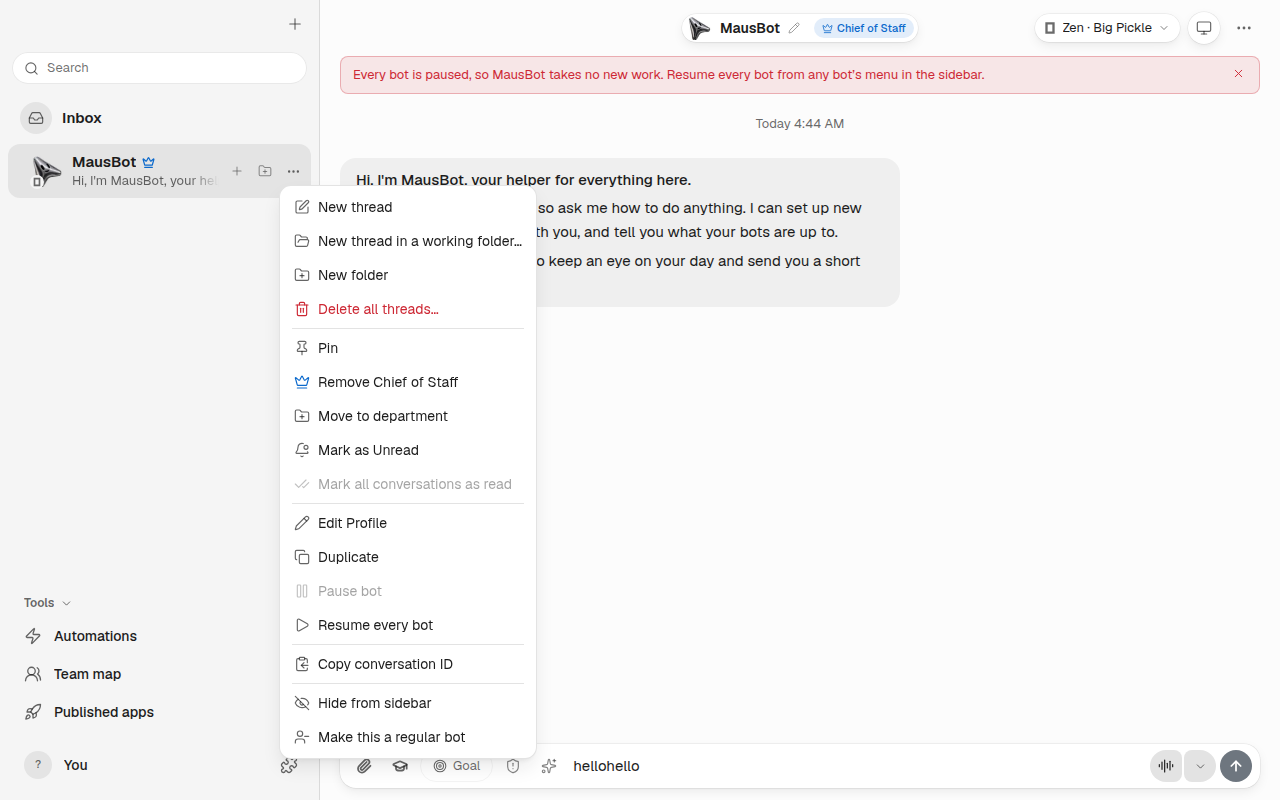 MausBot
Chief of Staff
Zen · Big Pickle
Search
Every bot is paused, so MausBot takes no new work. Resume every bot from any bot's menu in the sidebar.
Inbox
Today 4:44 AM
MausBot
Hi, I'm MausBot, your hel
Hi, I'm MausBot, your helper for everything here.
so ask me how to do anything. I can set up new
th you, and tell you what your bots are up to.
o keep an eye on your day and send you a short
New thread
New thread in a working folder…
New folder
Delete all threads…
Pin
Remove Chief of Staff
Move to department
Mark as Unread
Mark all conversations as read
Edit Profile
Duplicate
Pause bot
Resume every bot
Copy conversation ID
Hide from sidebar
Make this a regular bot
Tools
Automations
Team map
Published apps
? You
Goal
hellohello